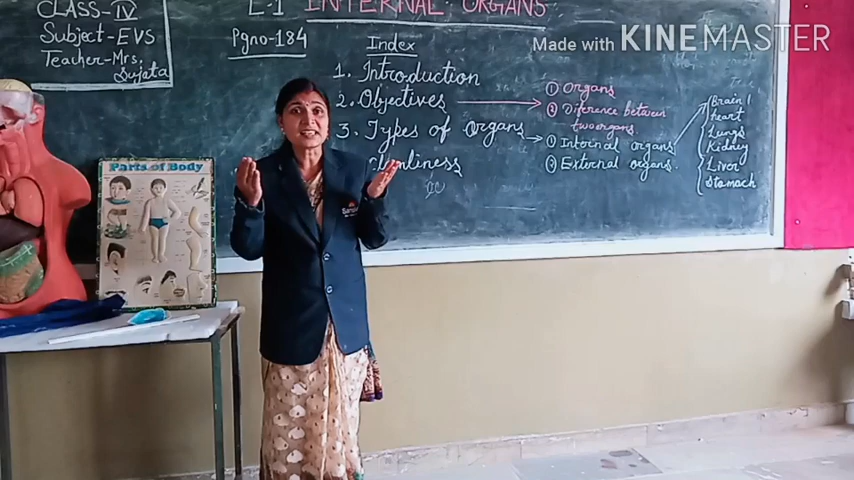 CLASS-IV
Subject-EVS
Teacher-Mrs.
Sujata
L-1 INTERNAL ORGANS
Pgno-184
Index
1. Introduction
2. Objectives
3. Types of Organs
Cleanliness
① Organs
② Diference between
two organs
① Internal organs
② External organs
Brain
heart
Lungs
Kidney
Liver
Stomach
Parts of Body
Made with KINEMASTER